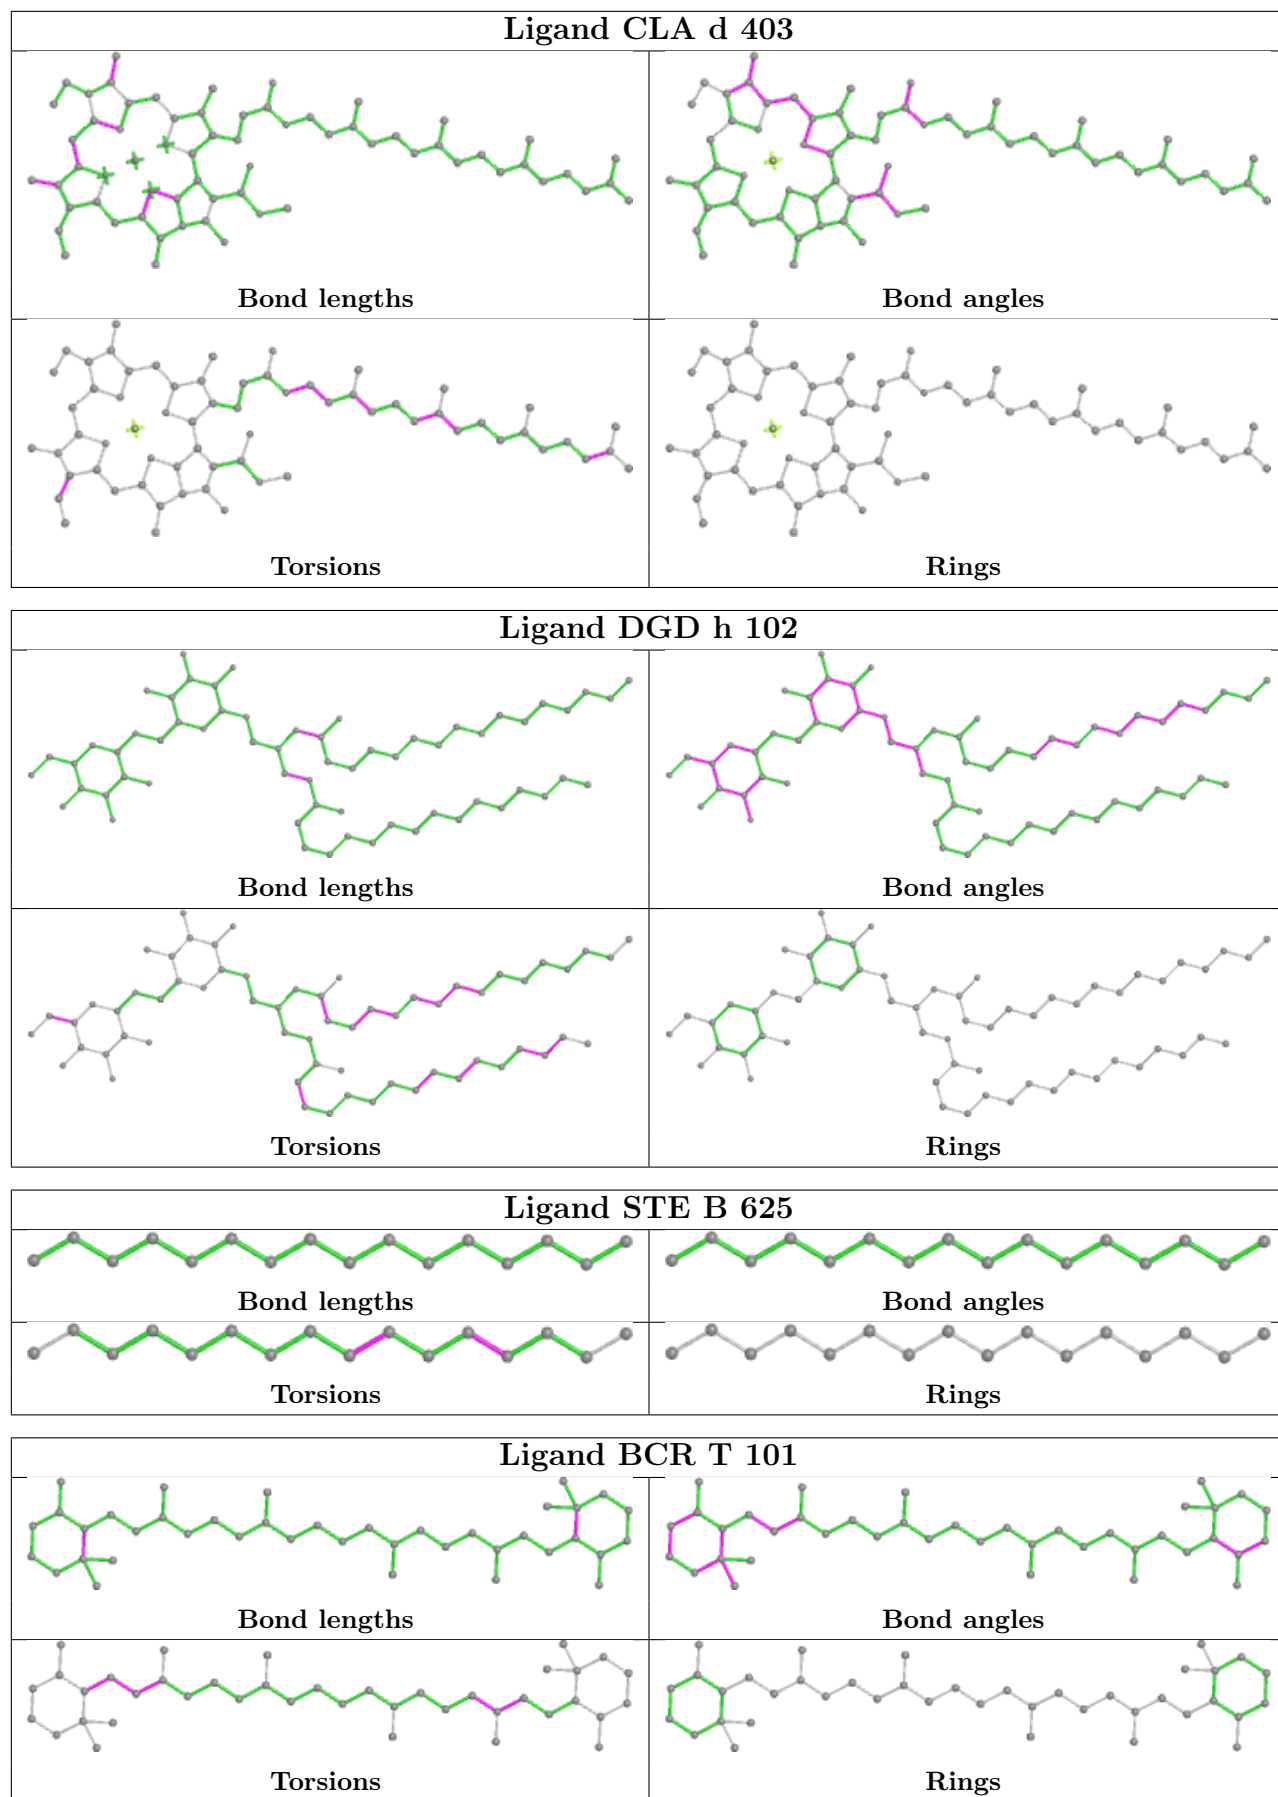 Ligand CLA d 403
Bond lengths
Bond angles
Torsions
Rings
Ligand DGD h 102
Bond lengths
Bond angles
Torsions
Rings
Ligand STE B 625
Bond lengths
Bond angles
Torsions
Rings
Ligand BCR T 101
Bond lengths
Bond angles
Torsions
Rings